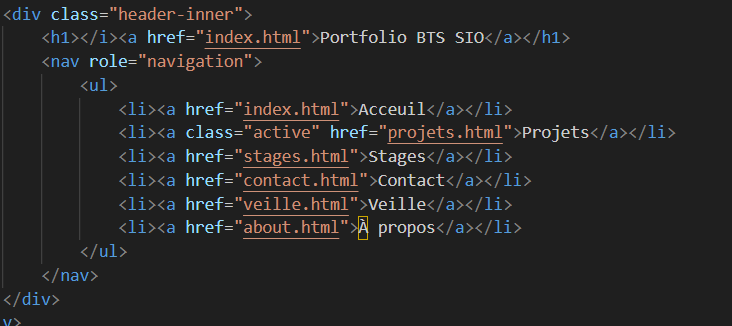 <div class="header-inner">
<h1></i><a href="index.html">Portfolio BTS SIO</a></h1>
<nav role="navigation">
<ul>
<li><a href="index.html">Acceuil</a></li>
<li><a class="active" href="projets.html">Projets</a></li>
<li><a href="stages.html">Stages</a></li>
<li><a href="contact.html">Contact</a></li>
<li><a href="veille.html">Veille</a></li>
<li><a href="about.html">À propos</a></li>
</ul>
</nav>
</div>
v>